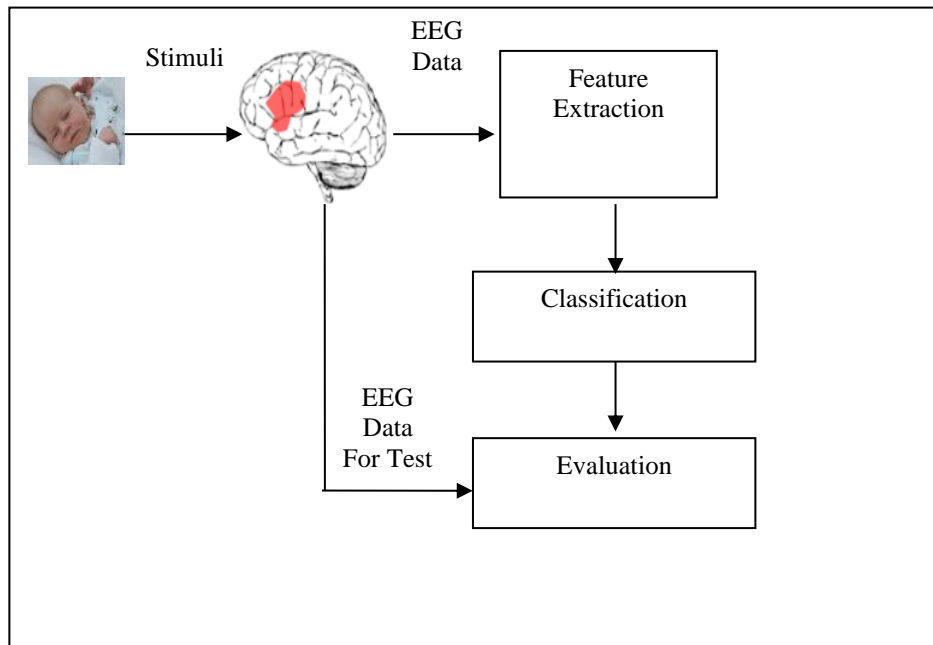 Stimuli
EEG
Data
Feature
Extraction
Classification
EEG
Data
For Test
Evaluation